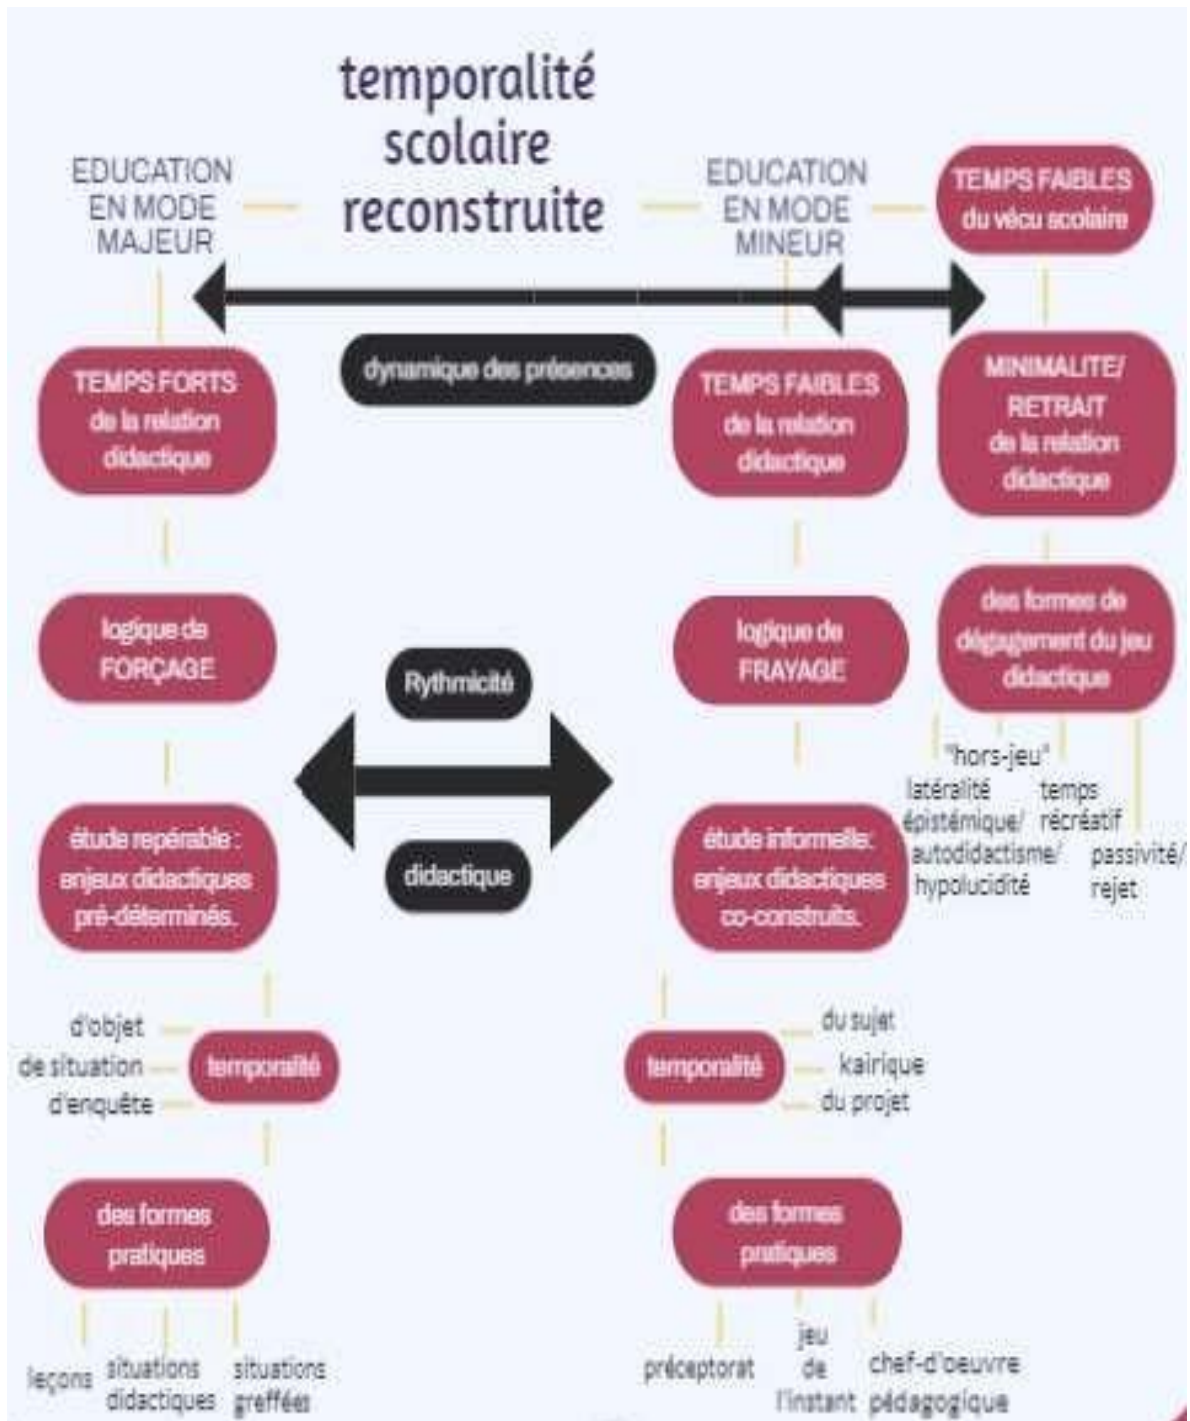 temporalité
scolaire
reconstruite
EDUCATION
EN MODE
MAJEUR
EDUCATION
EN MODE
MINEUR
TEMPS FAIBLES
du vécu scolaire
dynamique des présences
TEMPS FORTS
de la relation
didactique
TEMPS FAIBLES
de la relation
didactique
MINIMALITE/
RETRAIT
de la relation
didactique
logique de
FORÇAGE
Rythmicité
didactique
logique de
FRAYAGE
des formes de
dégagement du jeu
didactique
"hors-jeu"
latéralité
épistémique/
autodidactisme/
hypolucidité
temps
récréatif
passivité/
rejet
étude repérable :
enjeux didactiques
pré-déterminés.
étude informelle:
enjeux didactiques
co-construits.
d'objet
de situation
d'enquête
temporalité
temporalité
du sujet
kairique
du projet
des formes
pratiques
des formes
pratiques
leçons
situations
didactiques
situations
greffées
préceptorat
jeu
de
l'instant
chef-d'oeuvre
pédagogique